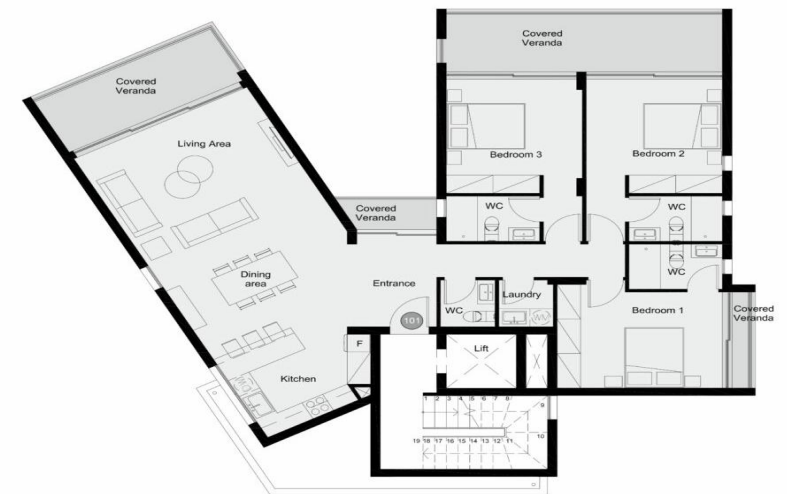 Covered
Veranda
Covered
Veranda
Living Area
Bedroom 3
Bedroom 2
WC
WC
Covered
Veranda
Dining
area
Entrance
WC
Laundry
WC
Bedroom 1
Covered
Veranda
101
F
Lift
Kitchen
1 2 3 4 5 6 7 8
9
10
19 18 17 16 15 14 13 12 11